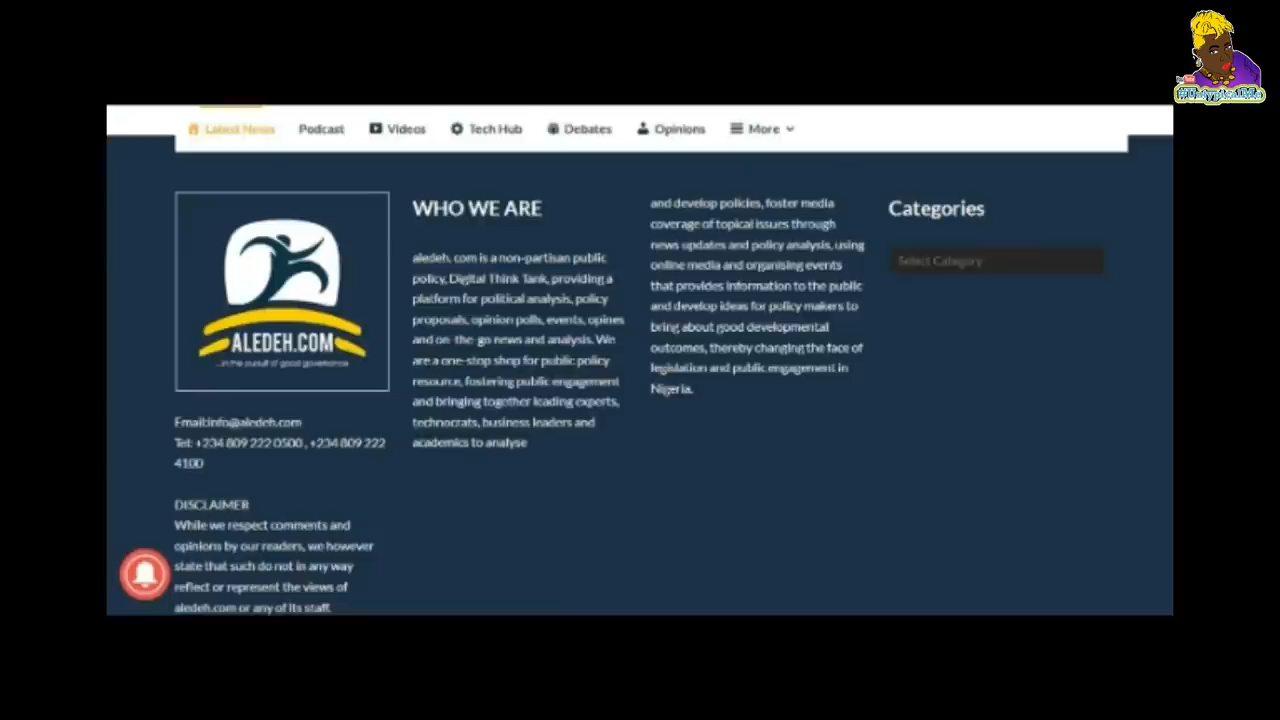 #UntypicalMe
Latest News Podcast Videos Tech Hub Debates Opinions More
ALEDEH.COM
...in the pursuit of good governance
Email:info@aledeh.com
Tel: +234 809 222 0500 , +234 809 222
4100
DISCLAIMER
While we respect comments and
opinions by our readers, we however
state that such do not in any way
reflect or represent the views of
aledeh.com or any of its staff.
WHO WE ARE
aledeh. com is a non-partisan public
policy, Digital Think Tank, providing a
platform for political analysis, policy
proposals, opinion polls, events, opines
and on-the-go news and analysis. We
are a one-stop shop for public policy
resource, fostering public engagement
and bringing together leading experts,
technocrats, business leaders and
academics to analyse
and develop policies, foster media
coverage of topical issues through
news updates and policy analysis, using
online media and organising events
that provides information to the public
and develop ideas for policy makers to
bring about good developmental
outcomes, thereby changing the face of
legislation and public engagement in
Nigeria.
Categories
Select Category